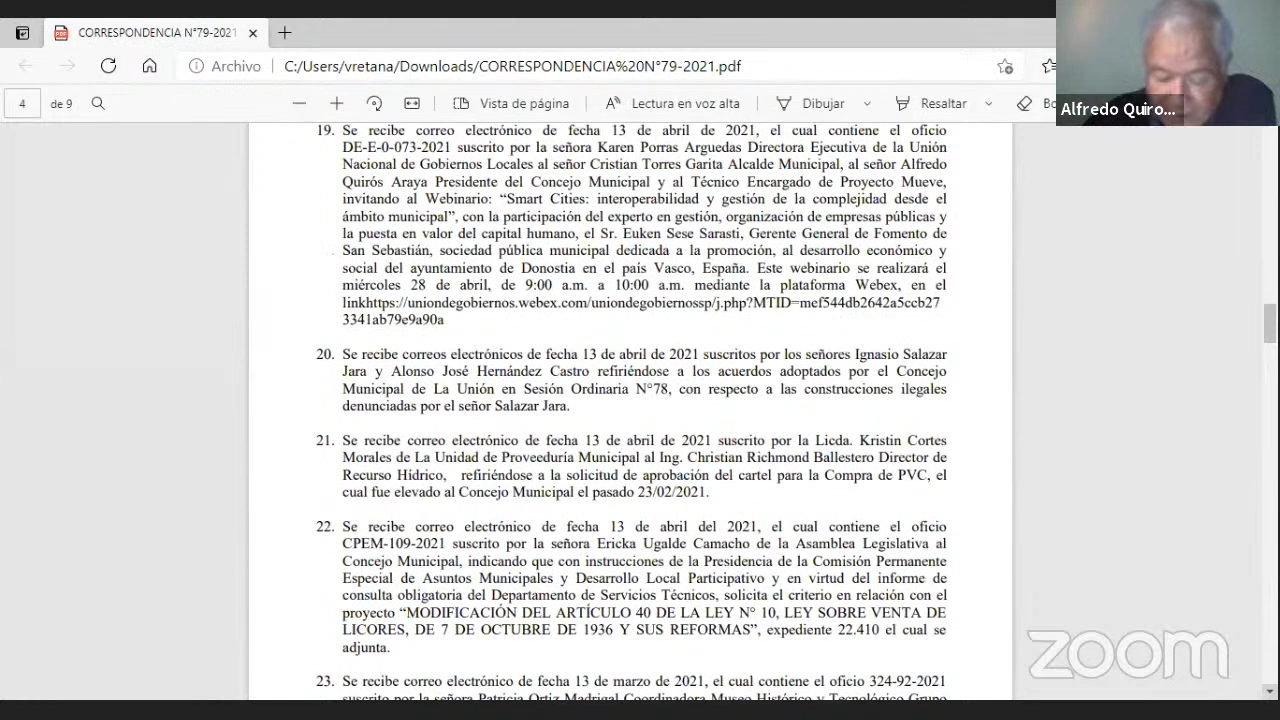 CORRESPONDENCIA N°79-2021
Archivo
C:/Users/vretana/Downloads/CORRESPONDENCIA%20N°79-2021.pdf
4 de 9
Vista de página
Lectura en voz alta
Dibujar
Resaltar
Alfredo Quiro...
19. Se recibe correo electrónico de fecha 13 de abril de 2021, el cual contiene el oficio
DE-E-0-073-2021 suscrito por la señora Karen Porras Arguedas Directora Ejecutiva de la Unión
Nacional de Gobiernos Locales al señor Cristian Torres Garita Alcalde Municipal, al señor Alfredo
Quirós Araya Presidente del Concejo Municipal y al Técnico Encargado de Proyecto Mueve,
invitando al Webinario: “Smart Cities: interoperabilidad y gestión de la complejidad desde el
ámbito municipal”, con la participación del experto en gestión, organización de empresas públicas y
la puesta en valor del capital humano, el Sr. Euken Sese Sarasti, Gerente General de Fomento de
San Sebastián, sociedad pública municipal dedicada a la promoción, al desarrollo económico y
social del ayuntamiento de Donostia en el país Vasco, España. Este webinario se realizará el
miércoles 28 de abril, de 9:00 a.m. a 10:00 a.m. mediante la plataforma Webex, en el
linkhttps://uniondegobiernos.webex.com/uniondegobiernossp/j.php?MTID=mef544db2642a5ccb27
3341ab79e9a90a
20. Se recibe correos electrónicos de fecha 13 de abril de 2021 suscritos por los señores Ignasio Salazar
Jara y Alonso José Hernández Castro refiriéndose a los acuerdos adoptados por el Concejo
Municipal de La Unión en Sesión Ordinaria N°78, con respecto a las construcciones ilegales
denunciadas por el señor Salazar Jara.
21. Se recibe correo electrónico de fecha 13 de abril de 2021 suscrito por la Licda. Kristin Cortes
Morales de La Unidad de Proveeduría Municipal al Ing. Christian Richmond Ballestero Director de
Recurso Hídrico, refiriéndose a la solicitud de aprobación del cartel para la Compra de PVC, el
cual fue elevado al Concejo Municipal el pasado 23/02/2021.
22. Se recibe correo electrónico de fecha 13 de abril del 2021, el cual contiene el oficio
CPEM-109-2021 suscrito por la señora Ericka Ugalde Camacho de la Asamblea Legislativa al
Concejo Municipal, indicando que con instrucciones de la Presidencia de la Comisión Permanente
Especial de Asuntos Municipales y Desarrollo Local Participativo y en virtud del informe de
consulta obligatoria del Departamento de Servicios Técnicos, solicita el criterio en relación con el
proyecto “MODIFICACIÓN DEL ARTÍCULO 40 DE LA LEY N° 10, LEY SOBRE VENTA DE
LICORES, DE 7 DE OCTUBRE DE 1936 Y SUS REFORMAS”, expediente 22.410 el cual se
adjunta.
23. Se recibe correo electrónico de fecha 13 de marzo de 2021, el cual contiene el oficio 324-92-2021
suscrito por la señora Patricia Ortiz Madrigal Coordinadora Museo Histórico y Tecnológico Grupo
zoom